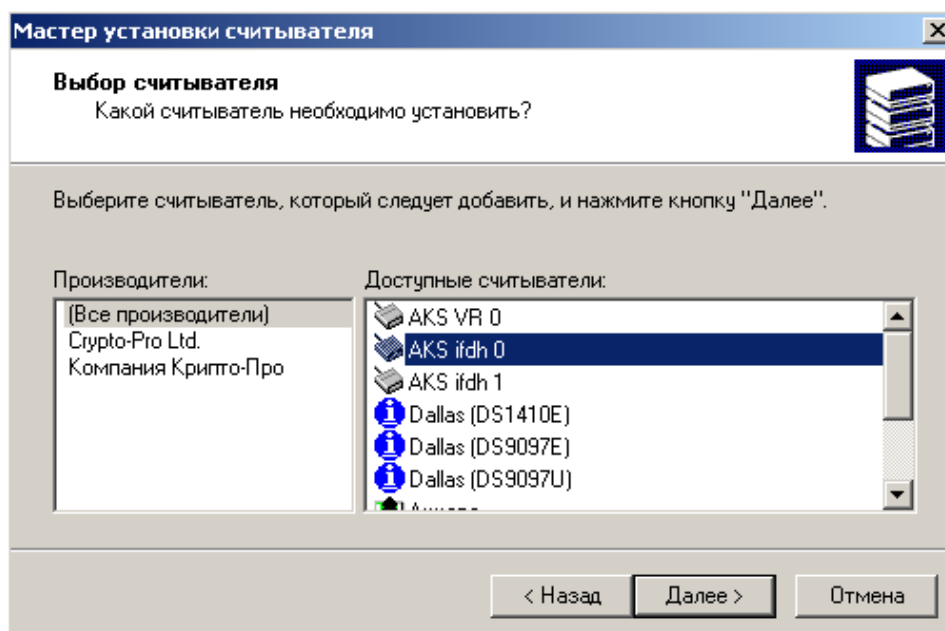 Мастер установки считывателя
Выбор считывателя
Какой считыватель необходимо установить?
Выберите считыватель, который следует добавить, и нажмите кнопку "Далее".
Производители:
(Все производители)
Crypto-Pro Ltd.
Компания Крипто-Про
Доступные считыватели:
AKS VR 0
AKS ifdh 0
AKS ifdh 1
Dallas (DS1410E)
Dallas (DS9097E)
Dallas (DS9097U)
< Назад
Далее >
Отмена